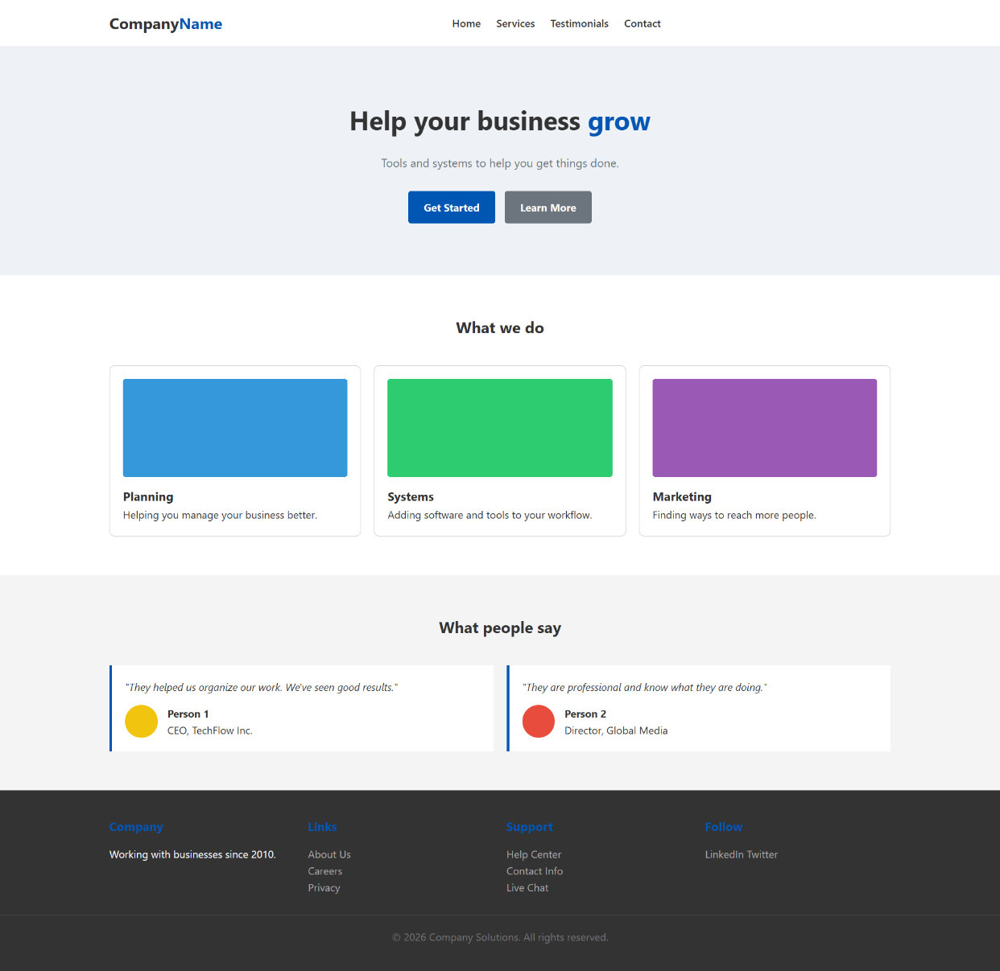 CompanyName
Home Services Testimonials Contact
Help your business grow
Tools and systems to help you get things done.
Get Started Learn More
What we do
Planning
Helping you manage your business better.
Systems
Adding software and tools to your workflow.
Marketing
Finding ways to reach more people.
What people say
"They helped us organize our work. We've seen good results."
Person 1
CEO, TechFlow Inc.
"They are professional and know what they are doing."
Person 2
Director, Global Media
Company
Working with businesses since 2010.
Links
About Us
Careers
Privacy
Support
Help Center
Contact Info
Live Chat
Follow
LinkedIn Twitter
© 2026 Company Solutions. All rights reserved.